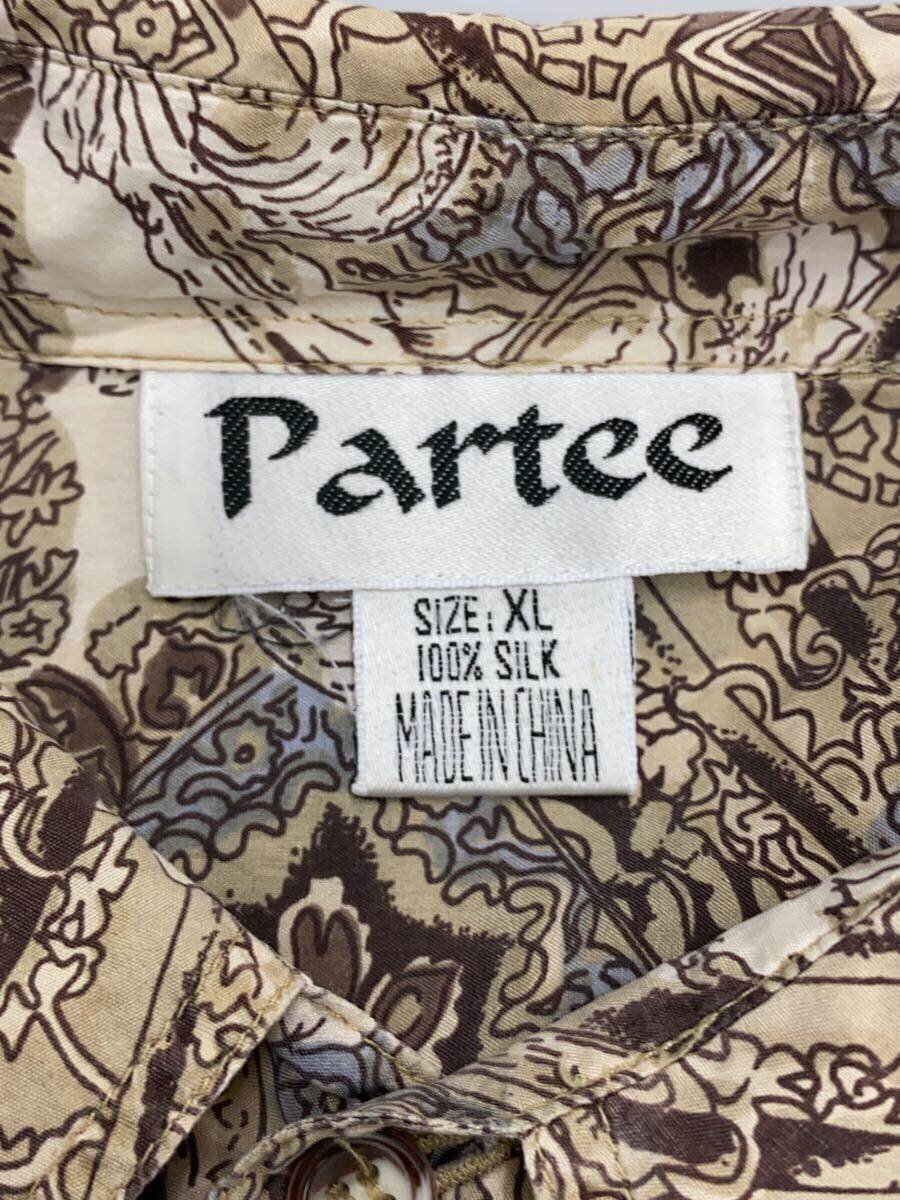 Partee
SIZE: XL
100% SILK
MADE IN CHINA